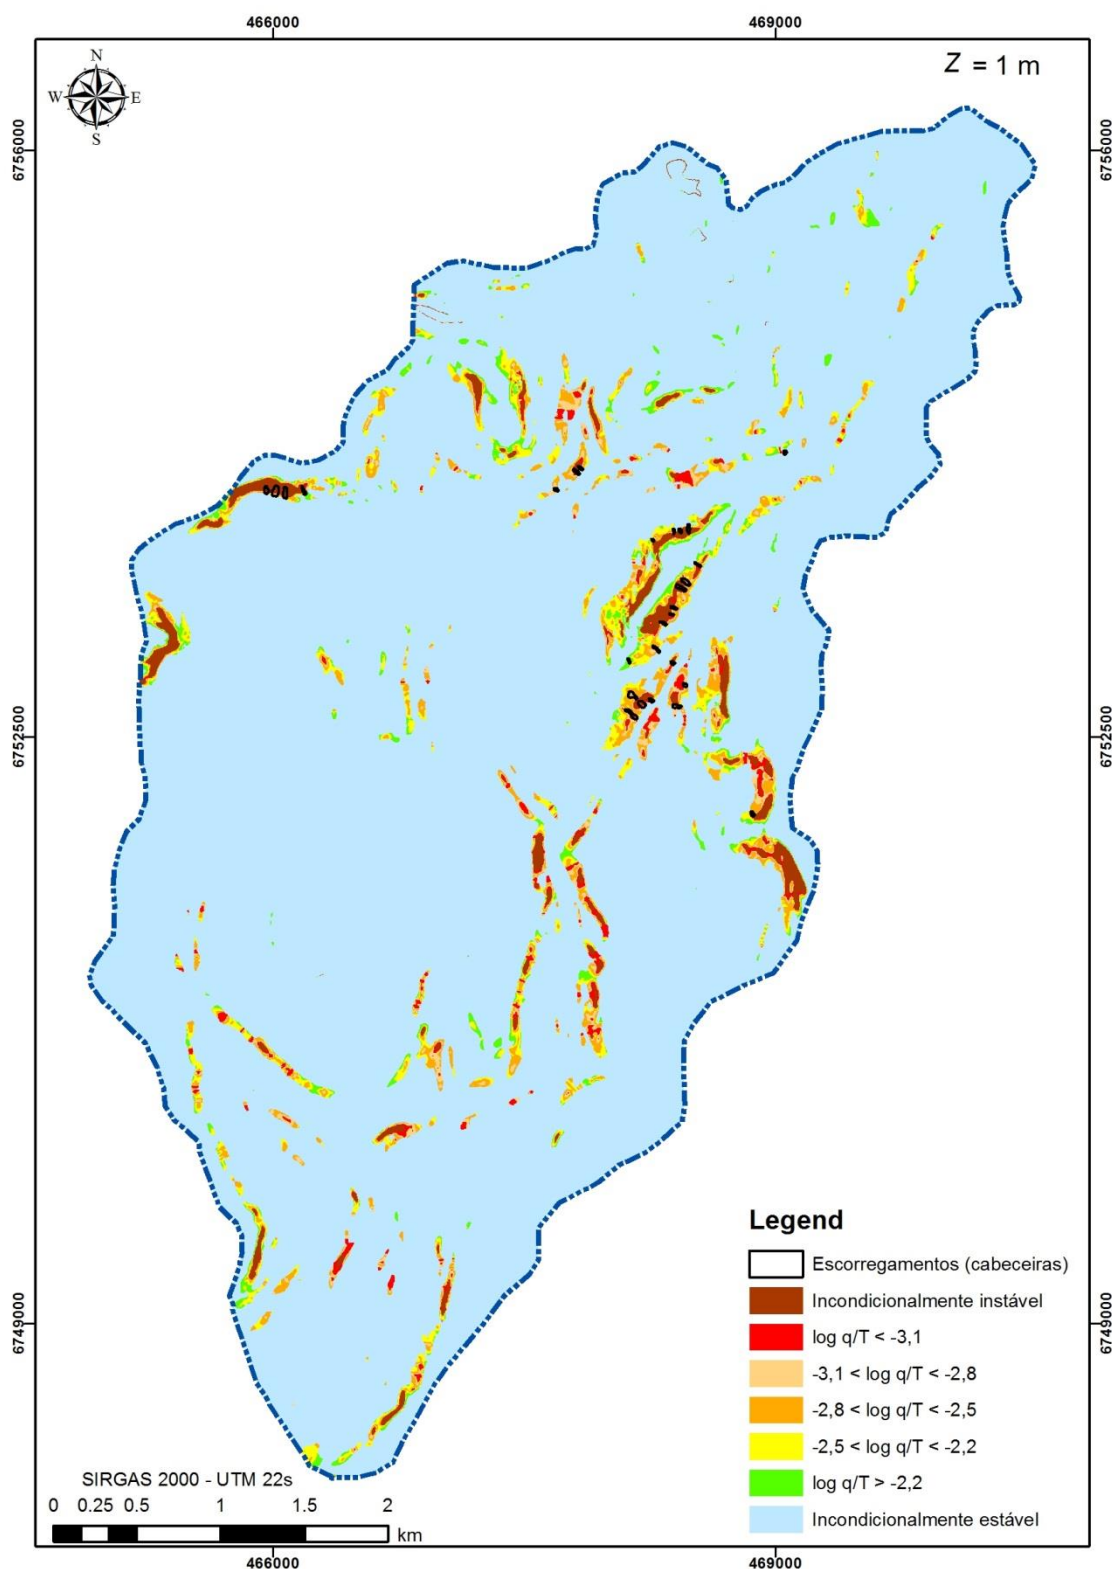 466000
469000
Z = 1 m
N
W
E
S
6756000
6756000
6752500
6752500
Legend
Escorregamentos (cabeceiras)
Incondicionalmente instável
log q/T < -3,1
-3,1 < log q/T < -2,8
-2,8 < log q/T < -2,5
-2,5 < log q/T < -2,2
log q/T > -2,2
Incondicionalmente estável
6749000
6749000
SIRGAS 2000 - UTM 22s
0 0.25 0.5 1 1.5 2
km
466000
469000